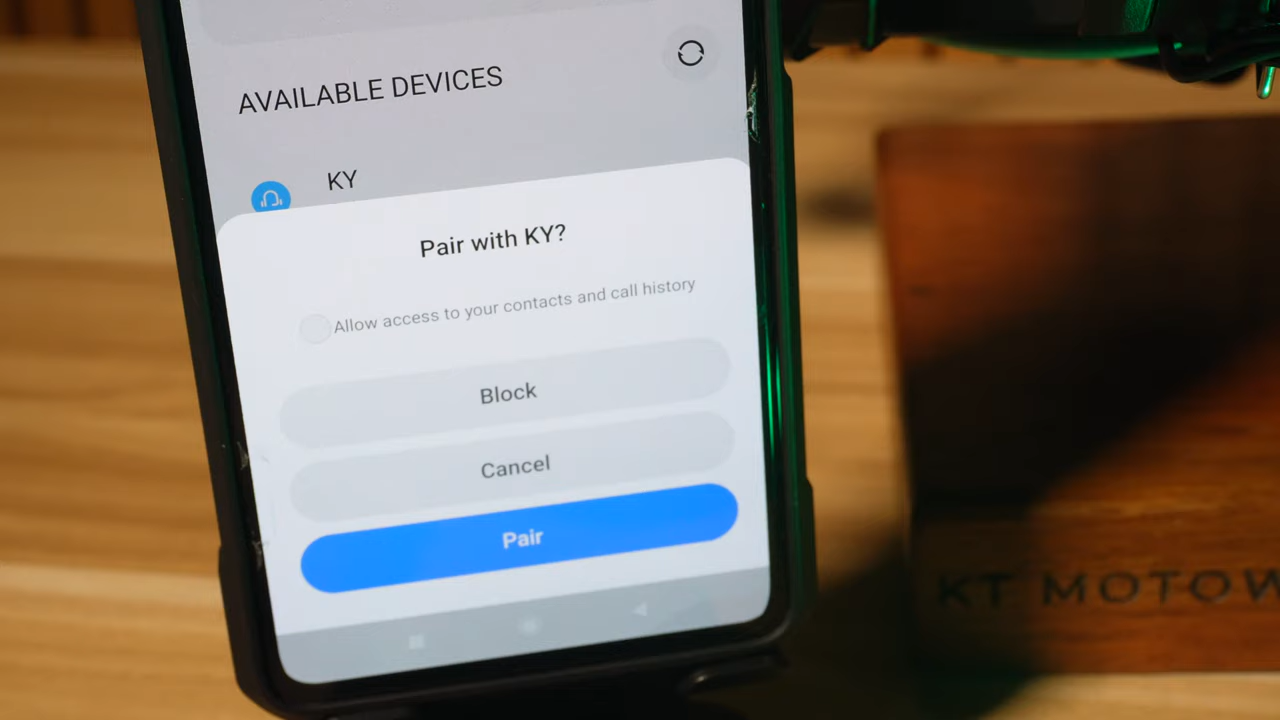 AVAILABLE DEVICES
KY
Pair with KY?
Allow access to your contacts and call history
Block
Cancel
Pair
KT MOTOW